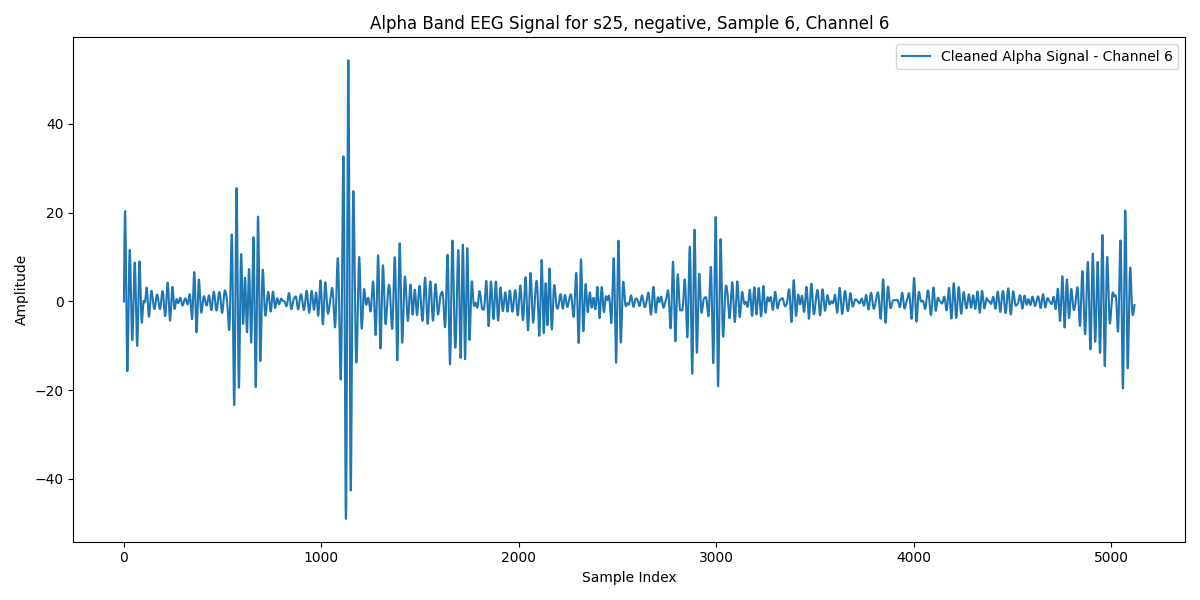 Alpha Band EEG Signal for s25, negative, Sample 6, Channel 6
Cleaned Alpha Signal - Channel 6
Amplitude
40
20
0
−20
−40
0 1000 2000 3000 4000 5000
Sample Index